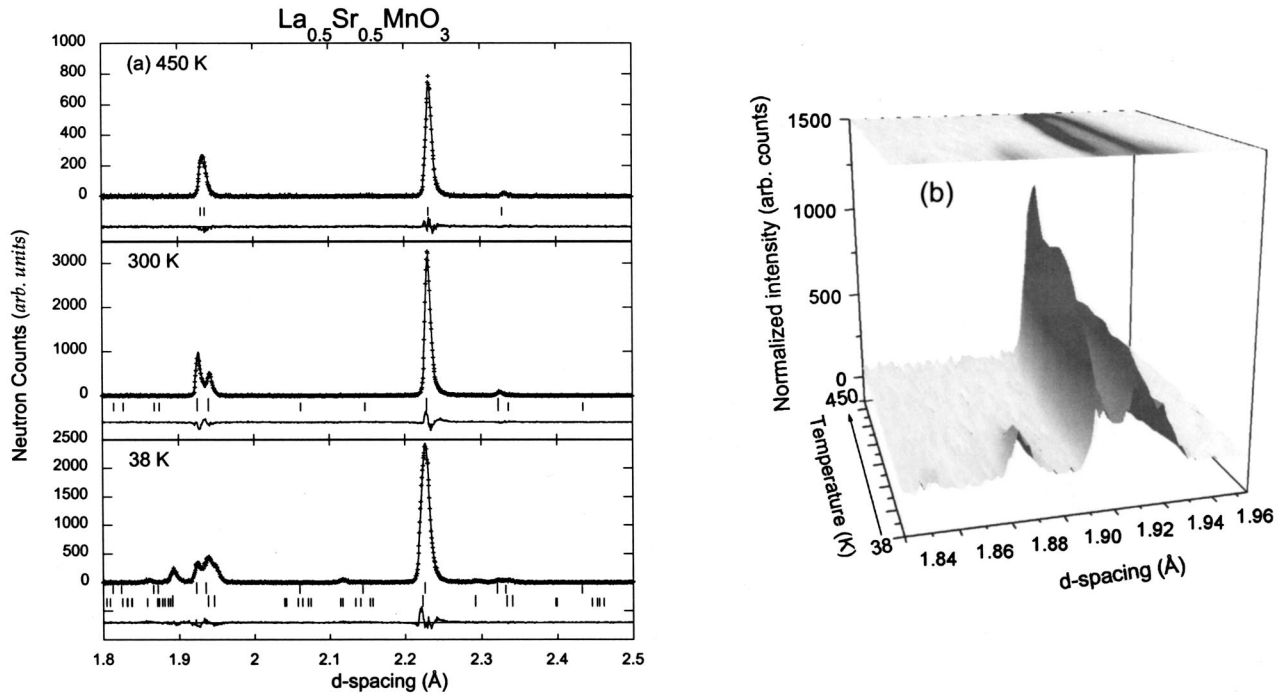 La0.5Sr0.5MnO3
(a) 450 K
1000
800
600
400
200
0
300 K
3000
2000
1000
0
38 K
2500
2000
1500
1000
500
0
Neutron Counts (arb. units)
1.8 1.9 2 2.1 2.2 2.3 2.4 2.5
d-spacing (Å)
(b)
1500
1000
500
0
Normalized intensity (arb. counts)
450
Temperature (K)
38
1.84 1.86 1.88 1.90 1.92 1.94 1.96
d-spacing (Å)